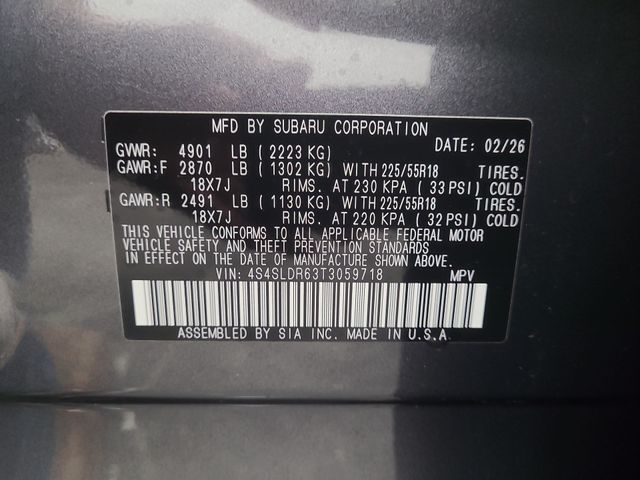 MFD BY SUBARU CORPORATION
GVWR: 4901 LB ( 2223 KG) DATE: 02/26
GAWR:F 2870 LB ( 1302 KG) WITH 225/55R18 TIRES.
18X7J RIMS. AT 230 KPA ( 33 PSI) COLD
GAWR:R 2491 LB ( 1130 KG) WITH 225/55R18 TIRES.
18X7J RIMS. AT 220 KPA ( 32 PSI) COLD
THIS VEHICLE CONFORMS TO ALL APPLICABLE FEDERAL MOTOR
VEHICLE SAFETY AND THEFT PREVENTION STANDARDS
IN EFFECT ON THE DATE OF MANUFACTURE SHOWN ABOVE.
VIN: 4S4SLDR63T3059718 MPV
ASSEMBLED BY SIA INC. MADE IN U.S.A.